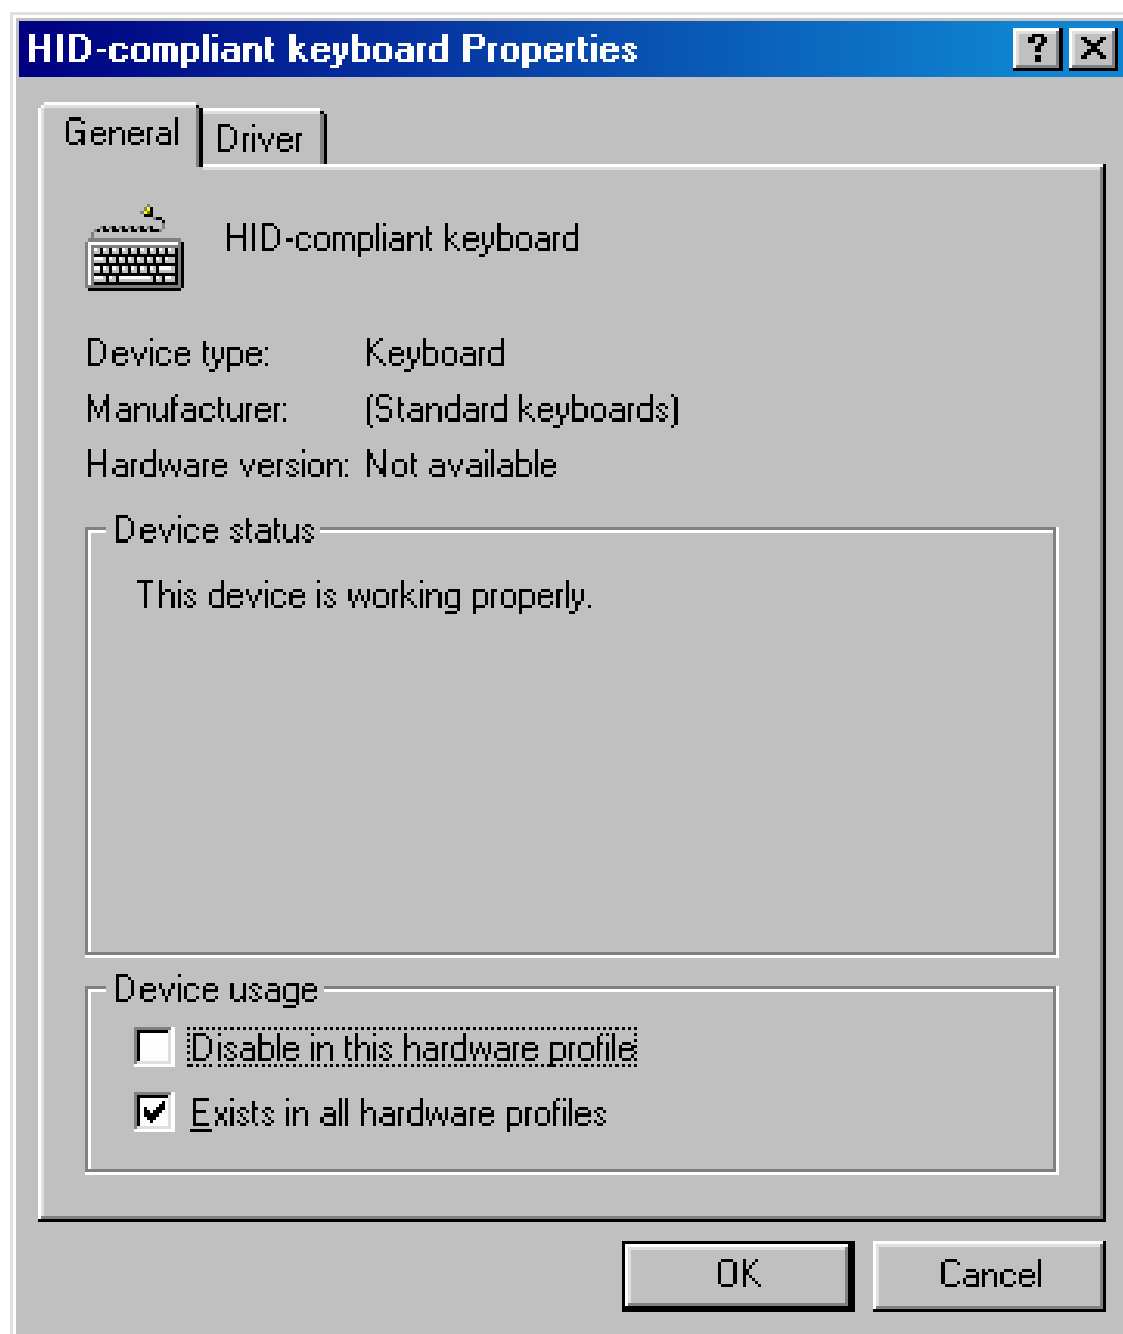 HID-compliant keyboard Properties
General Driver
HID-compliant keyboard
Device type: Keyboard
Manufacturer: (Standard keyboards)
Hardware version: Not available
Device status
This device is working properly.
Device usage
Disable in this hardware profile
Exists in all hardware profiles
OK Cancel